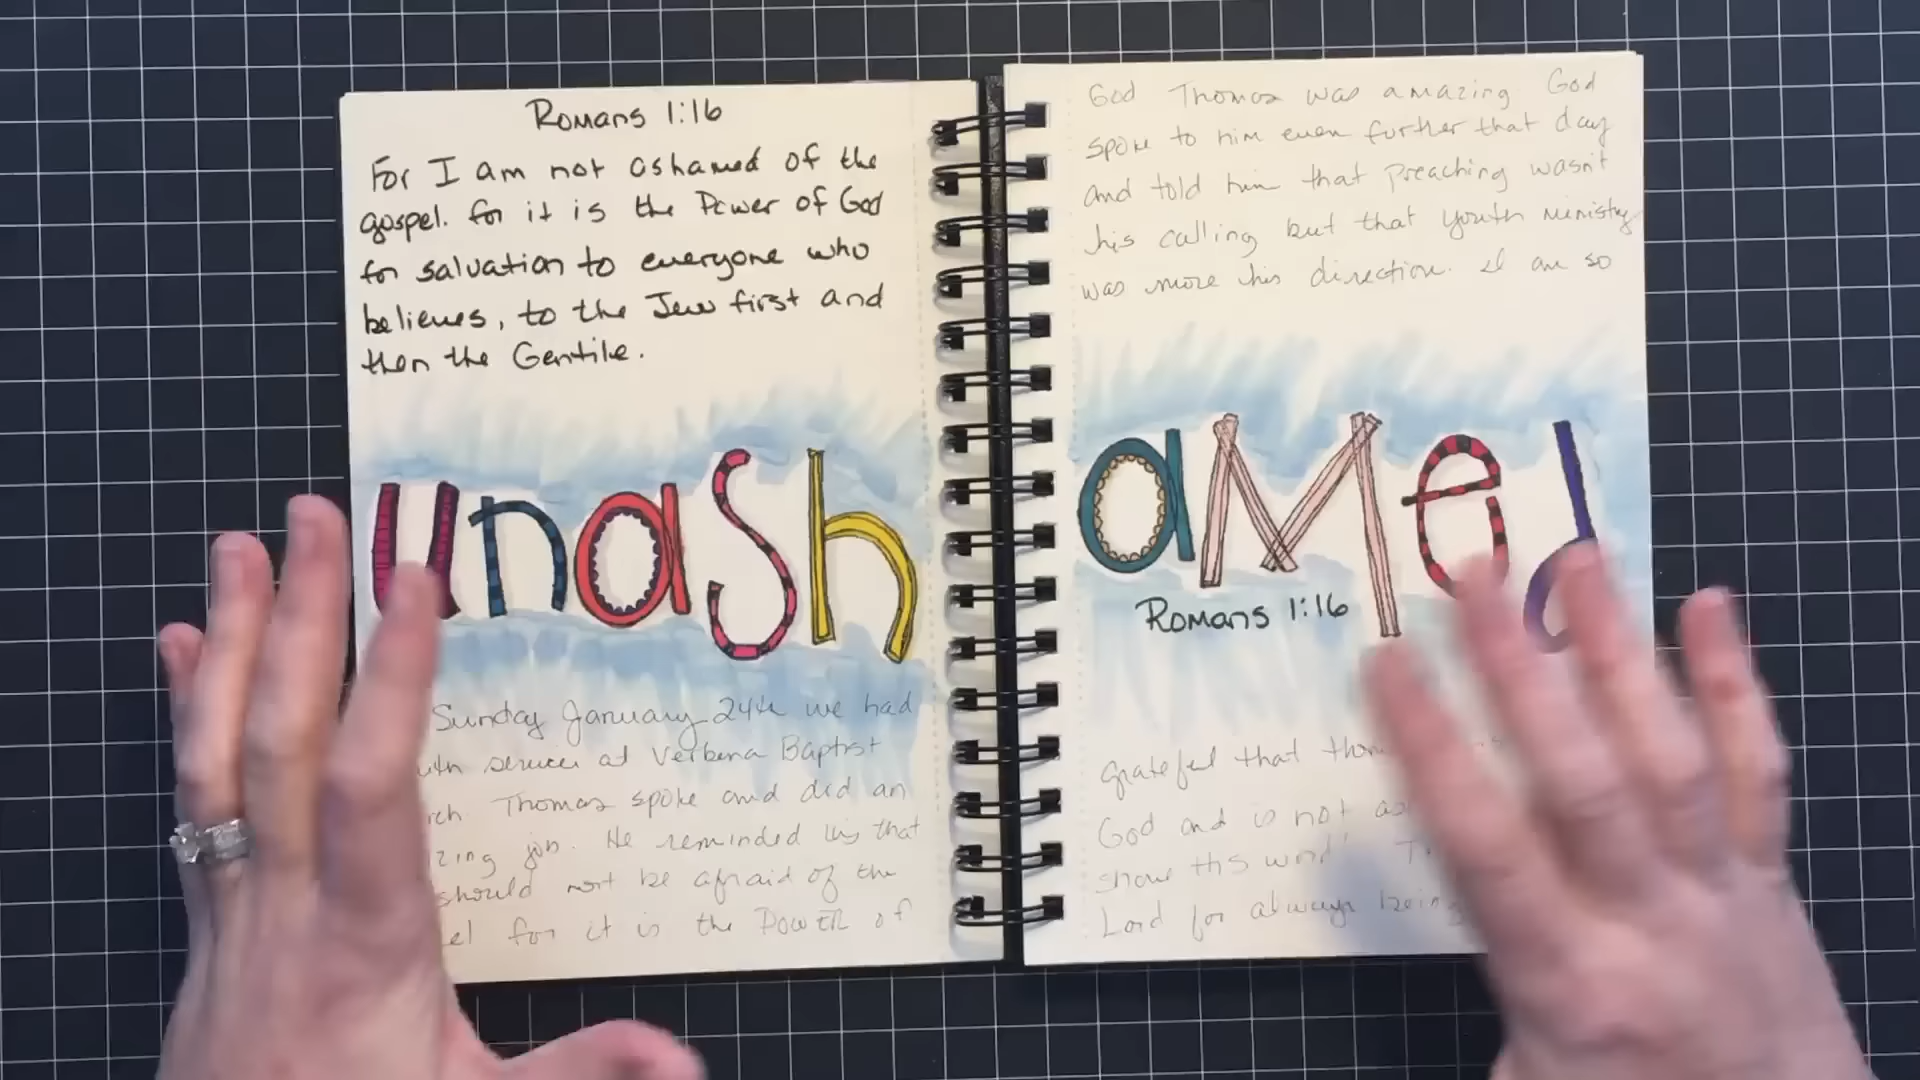 Romans 1:16
For I am not ashamed of the
gospel. for it is the Power of God
for salvation to everyone who
believes, to the Jew first and
then the Gentile.
unash
Sunday January 24th we had
services at Verbena Baptist
Thomas spoke and did an
job. He reminded us that
should not be afraid of the
for it is the POWER of
God Thomas was amazing God
spoke to him even further that day
and told him that preaching wasn't
his calling but that youth ministry
was more his direction. I am so
aMed
Romans 1:16
grateful that
God and is not
share this
Lord for always being